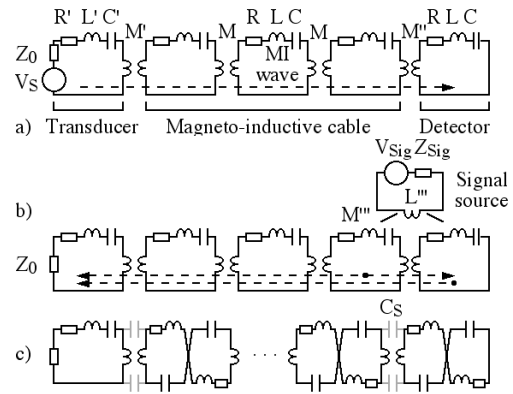 R' L' C' M' M R L C M M'' R L C
Z0
MI
wave
VS
a) Transducer Magneto-inductive cable Detector
VSig ZSig
Signal
source
L'''
b) M'''
Z0
CS
c) . . .